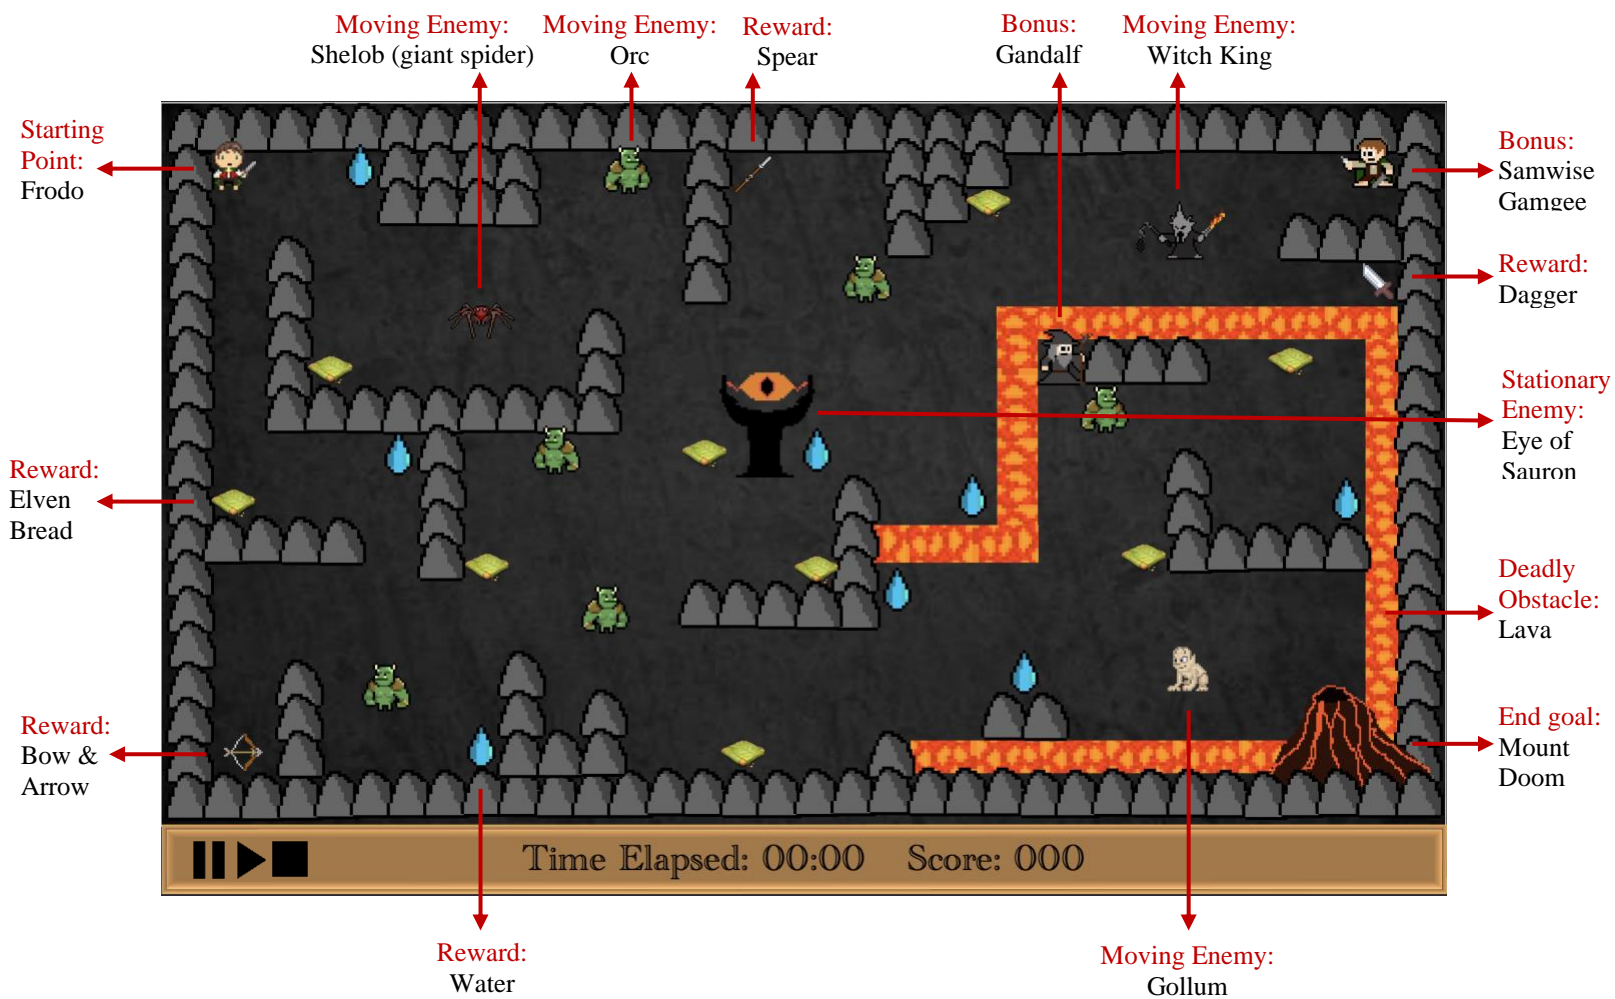 Moving Enemy:
Shelob (giant spider)
Moving Enemy:
Orc
Reward:
Spear
Bonus:
Gandalf
Moving Enemy:
Witch King
Starting
Point:
Frodo
Bonus:
Samwise
Gamgee
Reward:
Dagger
Stationary
Enemy:
Eye of
Sauron
Reward:
Elven
Bread
Deadly
Obstacle:
Lava
Reward:
Bow &
Arrow
End goal:
Mount
Doom
Time Elapsed: 00:00 Score: 000
Reward:
Water
Moving Enemy:
Gollum